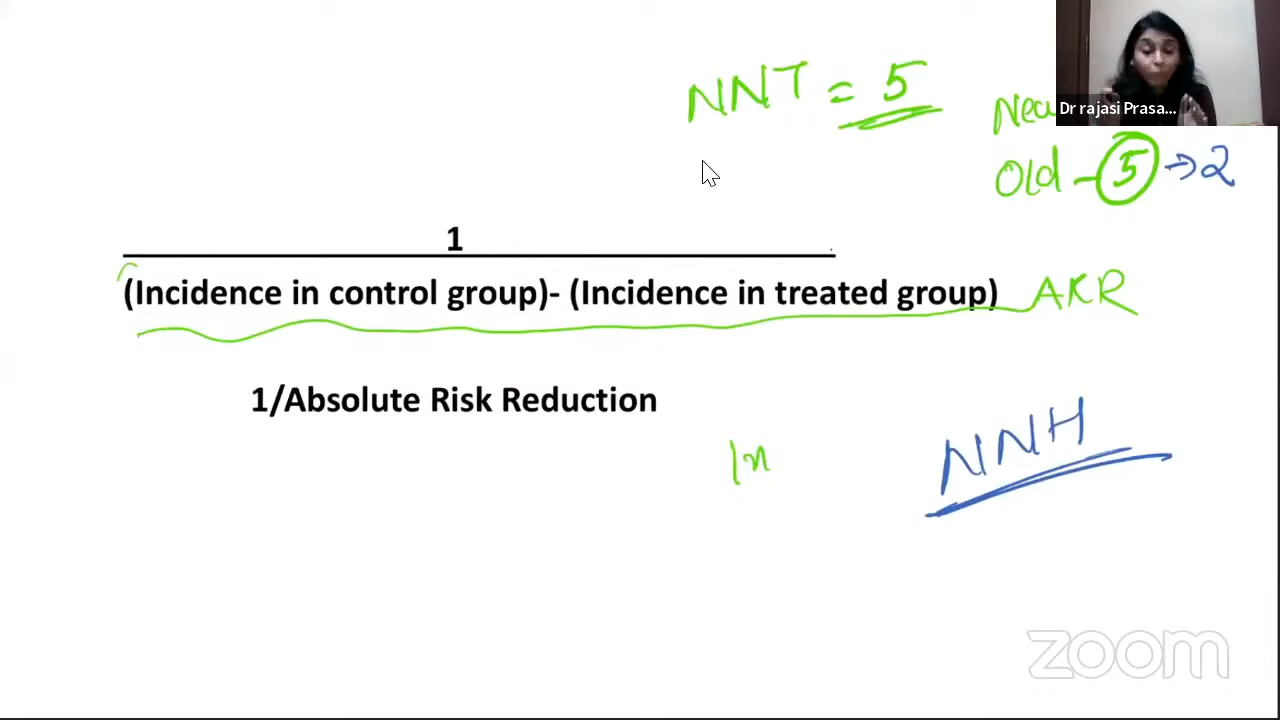 NNT = 5
Dr rajasi Prasa...
Old - 5 → 2
1
(Incidence in control group)- (Incidence in treated group) ARR
1/Absolute Risk Reduction
In
NNH
zoom